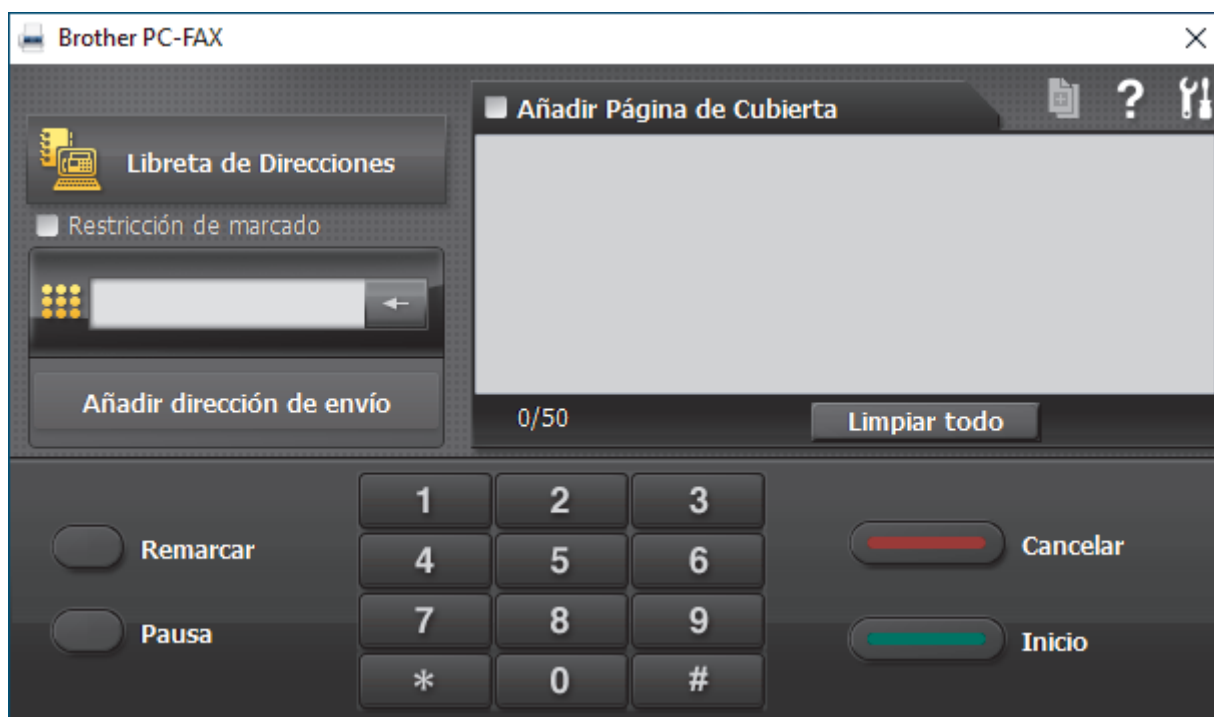 Brother PC-FAX
Añadir Página de Cubierta
?
Libreta de Direcciones
Restricción de marcado
Añadir dirección de envío
0/50
Limpiar todo
1 2 3
4 5 6
7 8 9
* 0 #
Remarcar
Pausa
Cancelar
Inicio